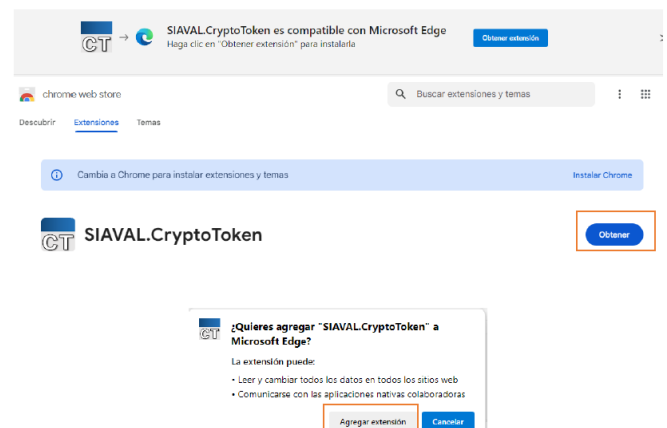 SIAVAL.CryptoToken es compatible con Microsoft Edge
Haga clic en "Obtener extensión" para instalarla
Obtener extensión
CT
chrome web store
Buscar extensiones y temas
Descubrir Extensiones Temas
Cambia a Chrome para instalar extensiones y temas
Instalar Chrome
CT
SIAVAL.CryptoToken
Obtener
CT
¿Quieres agregar "SIAVAL.CryptoToken" a
Microsoft Edge?
La extensión puede:
• Leer y cambiar todos los datos en todos los sitios web
• Comunicarse con las aplicaciones nativas colaboradoras
Agregar extensión Cancelar